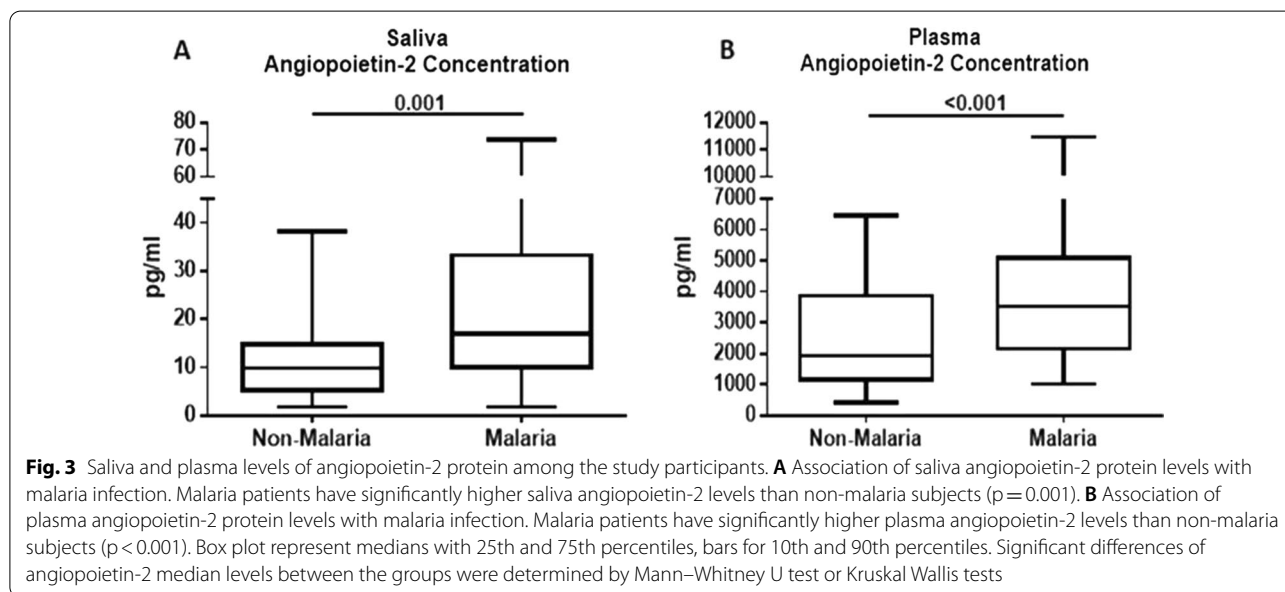 A
Saliva
Angiopoietin-2 Concentration
0.001
80
70
60
40
30
20
10
0
pg/ml
Non-Malaria
Malaria
B
Plasma
Angiopoietin-2 Concentration
<0.001
12000
11000
10000
7000
6000
5000
4000
3000
2000
1000
0
pg/ml
Non-Malaria
Malaria
Fig. 3 Saliva and plasma levels of angiopoietin-2 protein among the study participants. A Association of saliva angiopoietin-2 protein levels with
malaria infection. Malaria patients have significantly higher saliva angiopoietin-2 levels than non-malaria subjects (p = 0.001). B Association of
plasma angiopoietin-2 protein levels with malaria infection. Malaria patients have significantly higher plasma angiopoietin-2 levels than non-malaria
subjects (p < 0.001). Box plot represent medians with 25th and 75th percentiles, bars for 10th and 90th percentiles. Significant differences of
angiopoietin-2 median levels between the groups were determined by Mann–Whitney U test or Kruskal Wallis tests